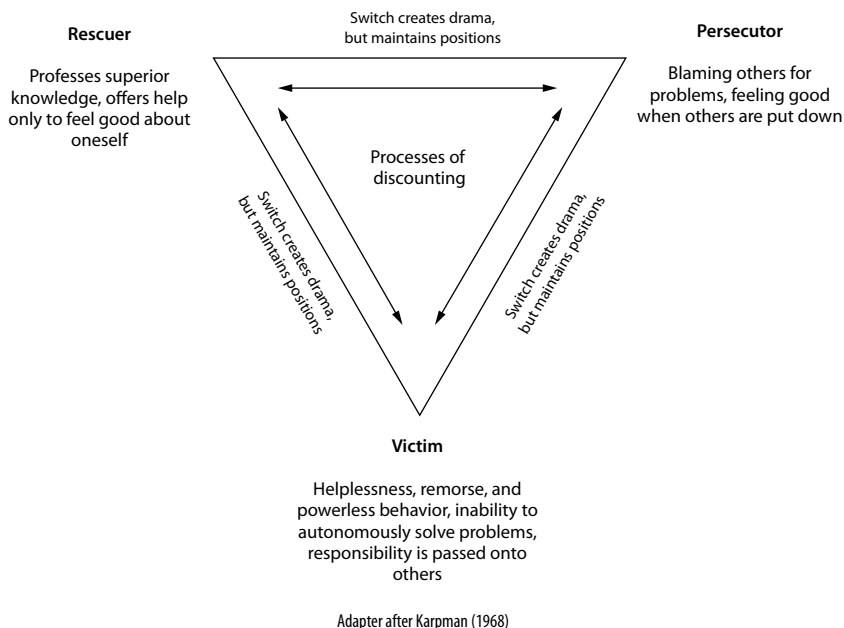 Switch creates drama,
but maintains positions
Rescuer
Professes superior
knowledge, offers help
only to feel good about
oneself
Persecutor
Blaming others for
problems, feeling good
when others are put down
Processes of
discounting
Switch creates drama,
but maintains positions
Switch creates drama,
but maintains positions
Victim
Helplessness, remorse, and
powerless behavior, inability to
autonomously solve problems,
responsibility is passed onto
others
Adapter after Karpman (1968)